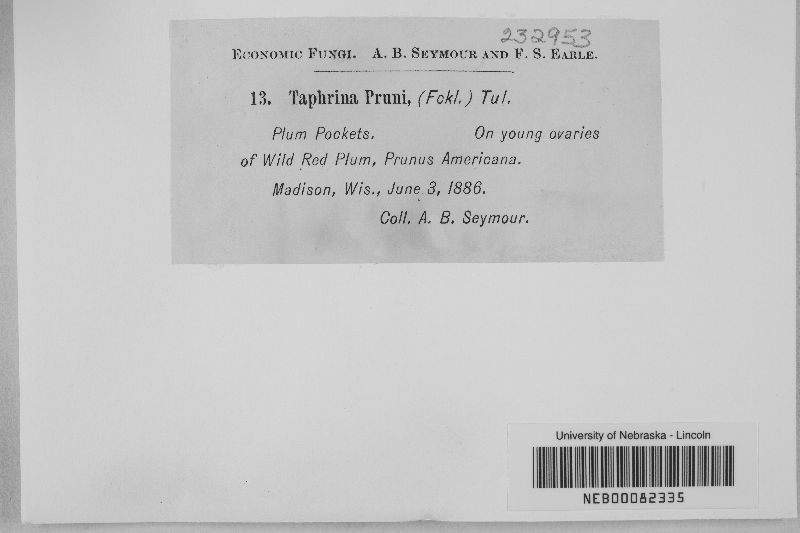 232953
Economic Fungi. A. B. Seymour and F. S. Earle.
13. Taphrina Pruni, (Fckl.) Tul.
Plum Pockets. On young ovaries
of Wild Red Plum, Prunus Americana.
Madison, Wis., June 3, 1886.
Coll. A. B. Seymour.
University of Nebraska - Lincoln
NEB00082335